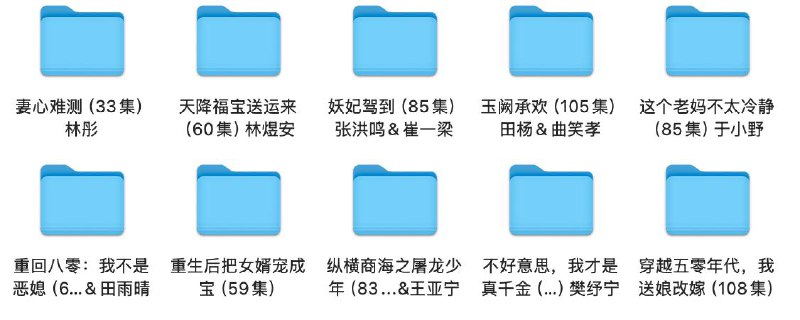 妻心难测（33集）
林彤
天降福宝送运来
（60集）林煜安
妖妃驾到（85集）
张洪鸣＆崔一梁
玉阙承欢（105集）
田杨＆曲笑孝
这个老妈不太冷静
（85集）于小野
重回八零：我不是
恶媳（6...＆田雨晴
重生后把女婿宠成
宝（59集）
纵横商海之屠龙少
年（83...&王亚宁
不好意思，我才是
真千金（...）樊纾宁
穿越五零年代，我
送娘改嫁（108集）